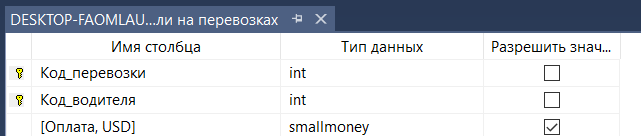 DESKTOP-FAOMLAU...ли на перевозках
Имя столбца Тип данных Разрешить знач...
Код_перевозки int
Код_водителя int
[Оплата, USD] smallmoney